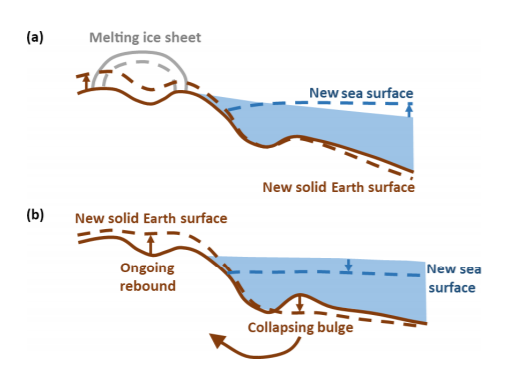 (a)
Melting ice sheet
New sea surface
New solid Earth surface
(b)
New solid Earth surface
Ongoing
rebound
New sea
surface
Collapsing bulge